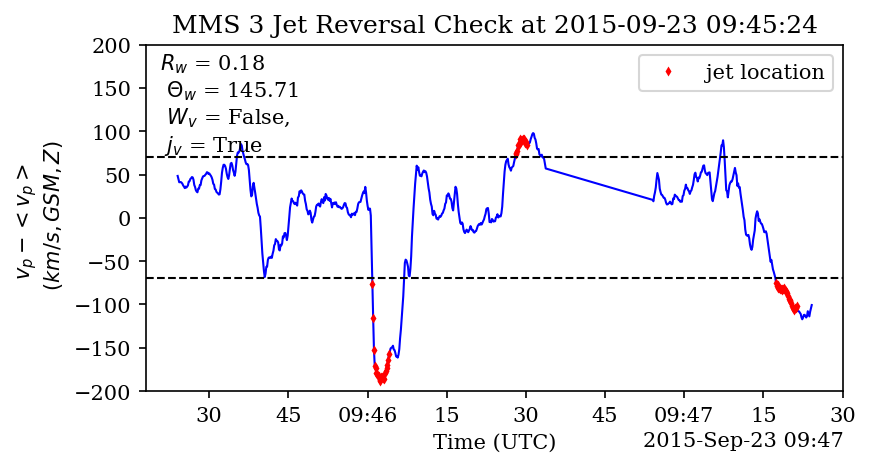 MMS 3 Jet Reversal Check at 2015-09-23 09:45:24
R_w = 0.18
Θ_w = 145.71
W_v = False,
j_v = True
jet location
v_p − < v_p >
(km/s, GSM, Z)
200
150
100
50
0
−50
−100
−150
−200
30 45 09:46 15 30 45 09:47 15 30
Time (UTC)
2015-Sep-23 09:47